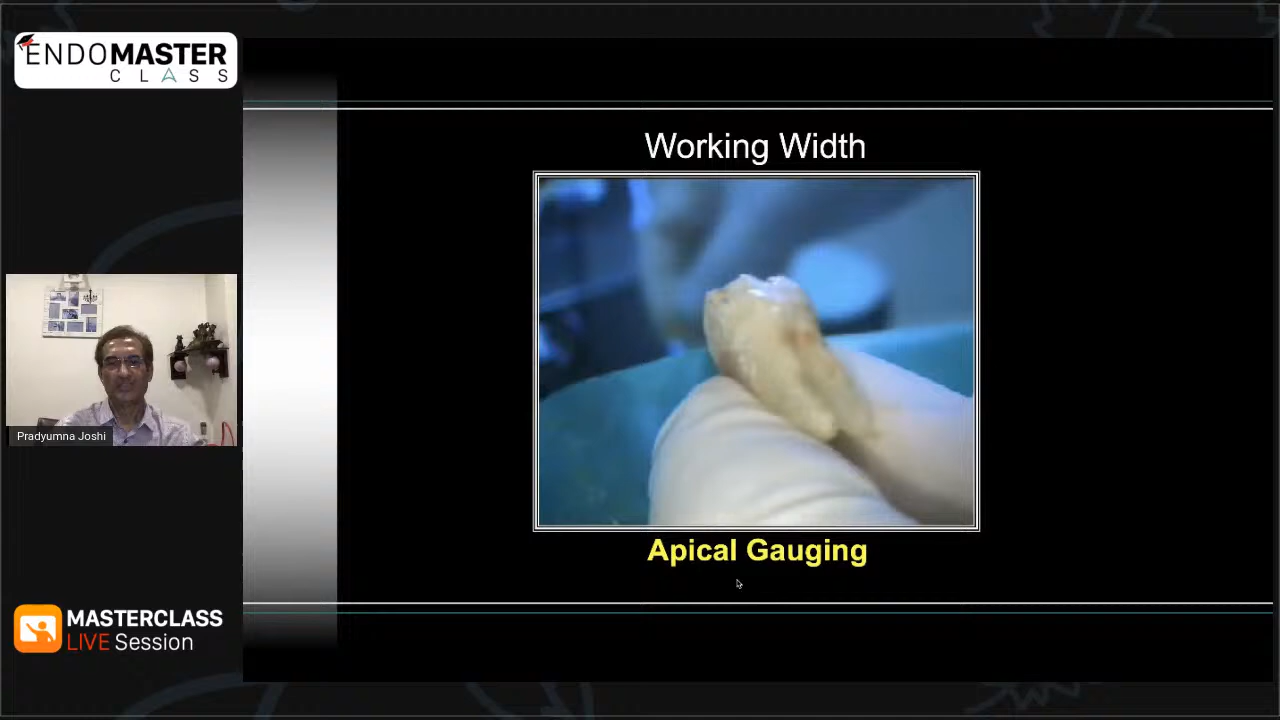 ENDOMASTER
CLASS
Working Width
Pradyumna Joshi
Apical Gauging
MASTERCLASS
LIVE Session